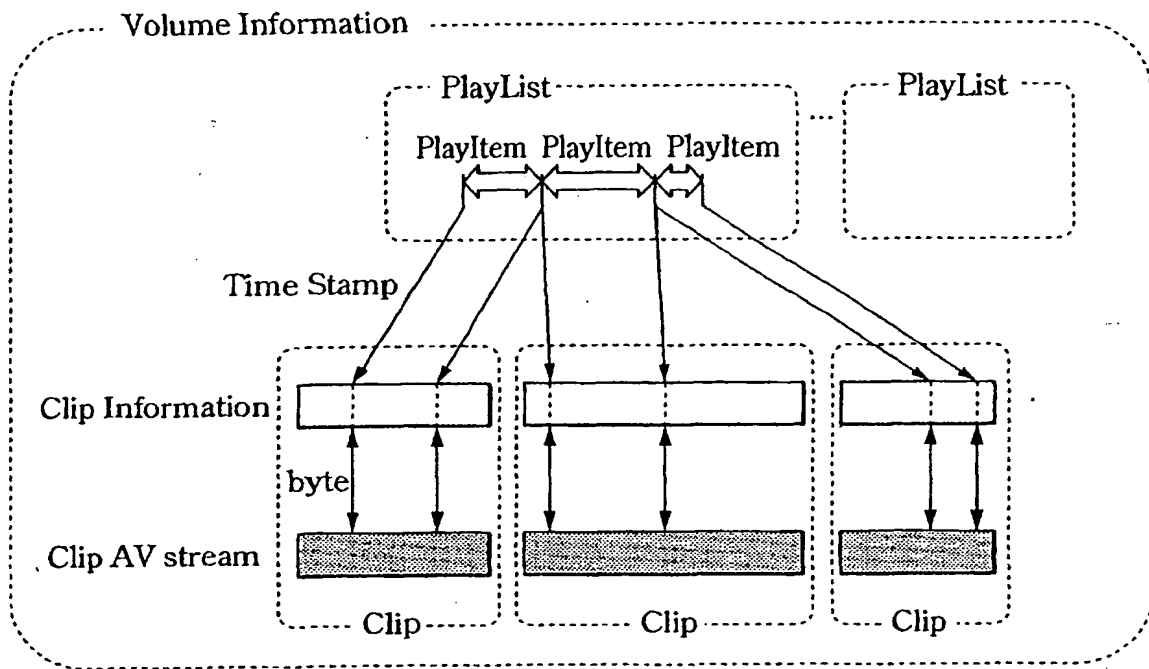 Volume Information
PlayList
PlayList
PlayItem PlayItem PlayItem
Time Stamp
Clip Information
byte
Clip AV stream
Clip
Clip
Clip